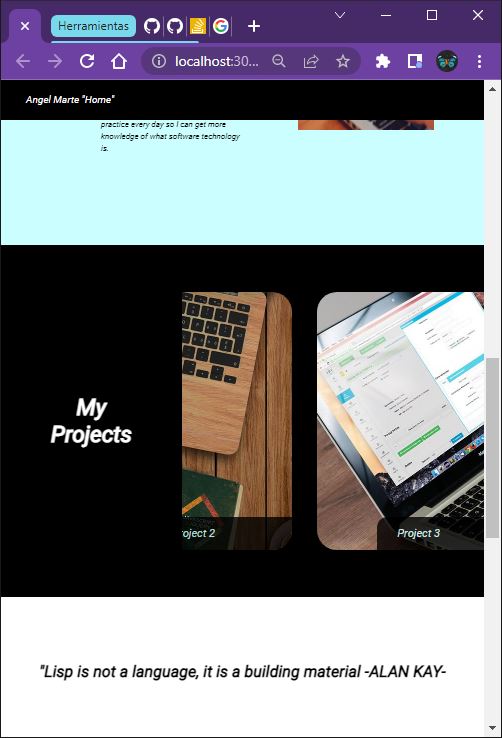 Herramientas
localhost:30...
Angel Marte "Home"
practice every day so I can get more
knowledge of what software technology
is.
My
Projects
roject 2
Project 3
"Lisp is not a language, it is a building material -ALAN KAY-